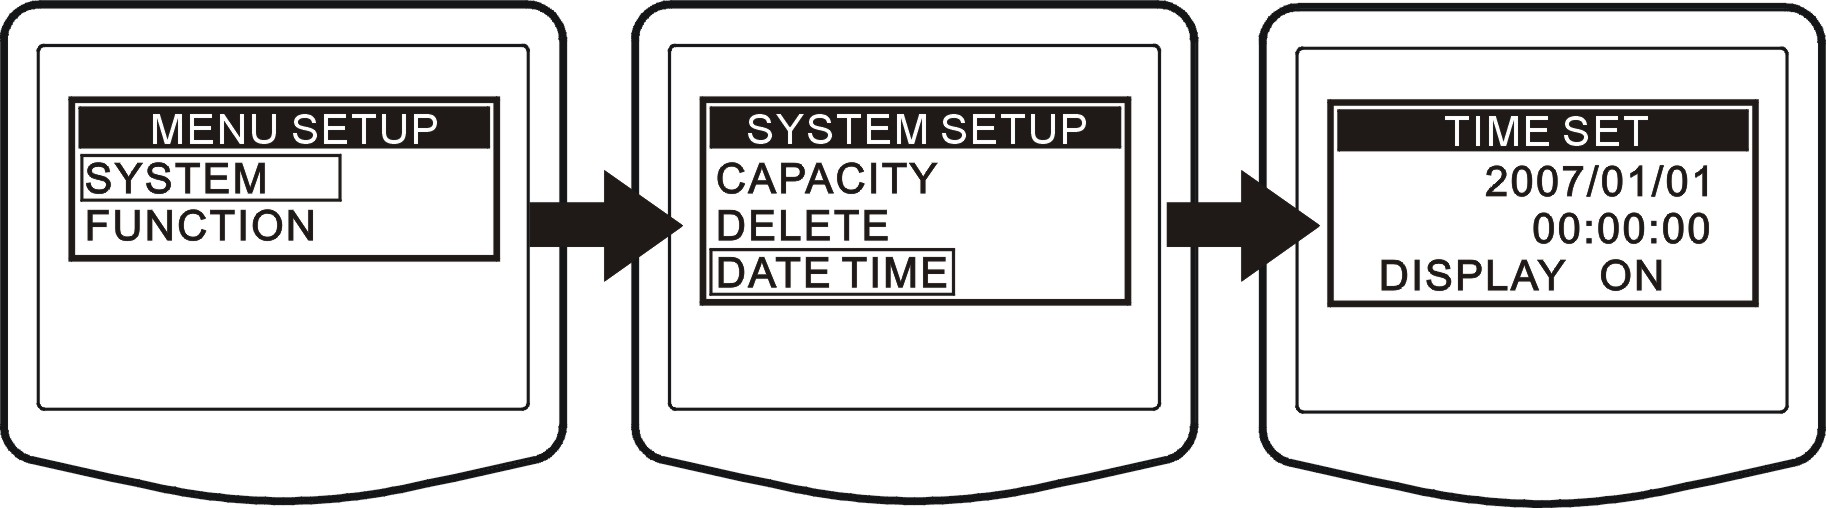 MENU SETUP
SYSTEM
FUNCTION
SYSTEM SETUP
CAPACITY
DELETE
DATE TIME
TIME SET
2007/01/01
00:00:00
DISPLAY ON